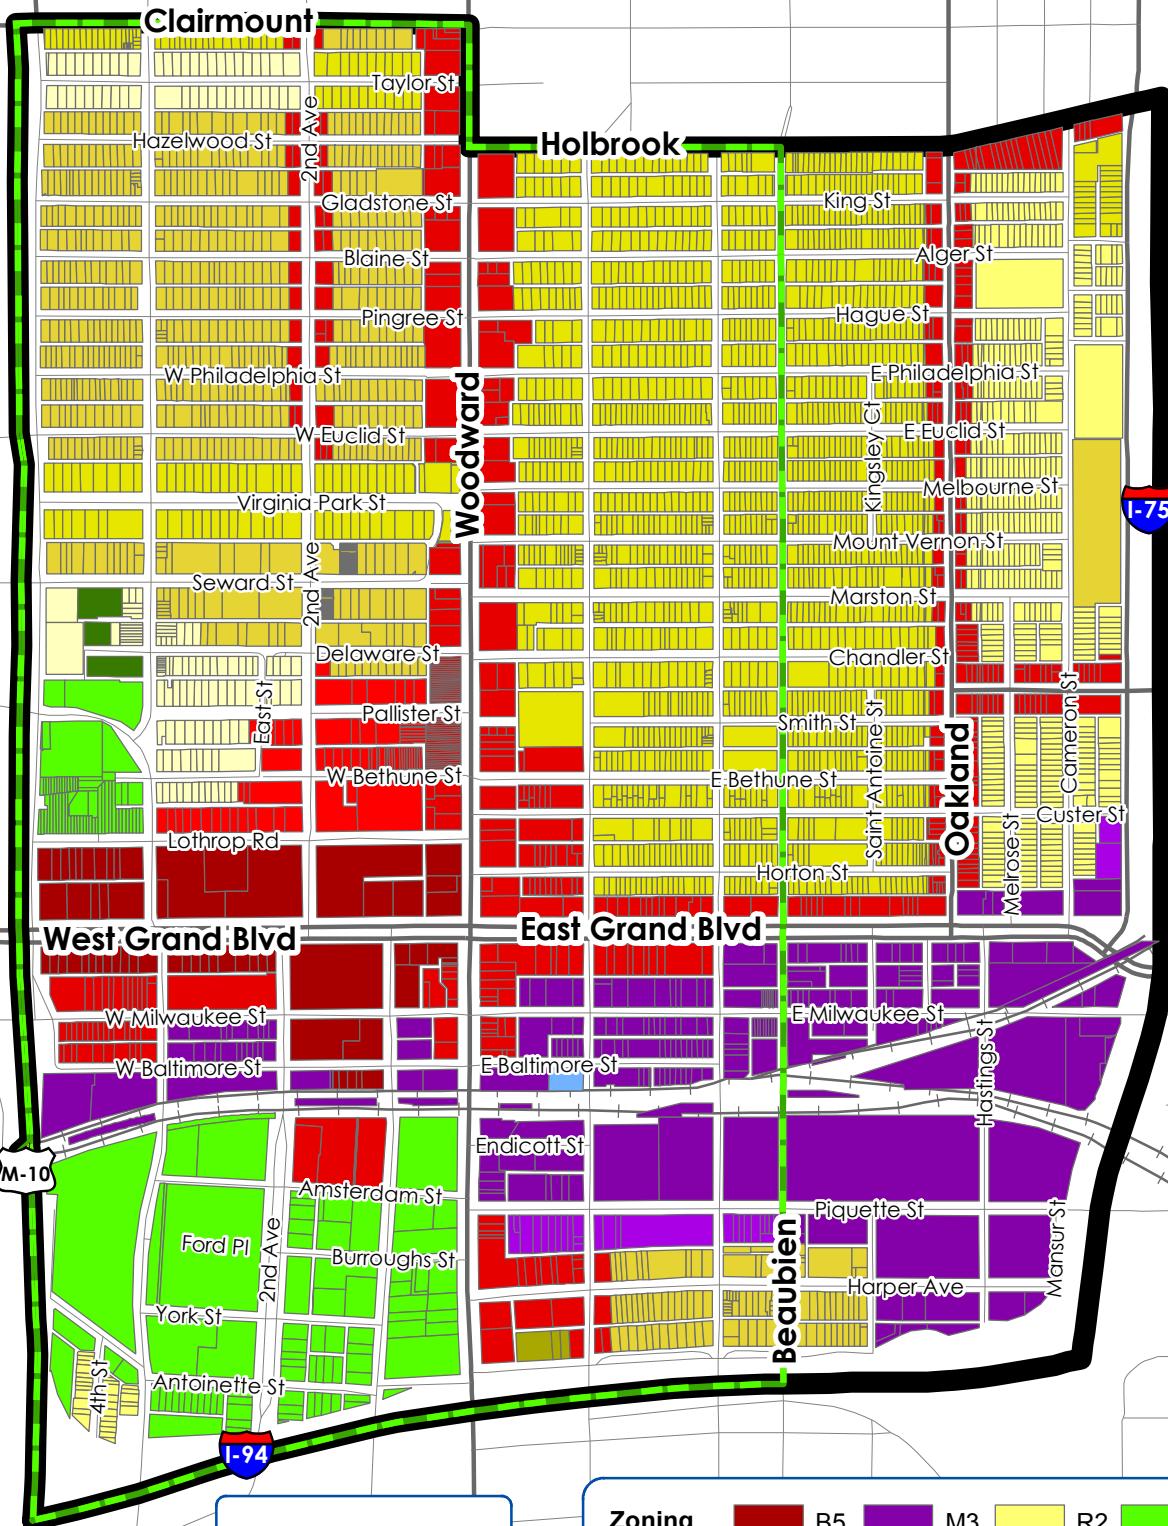 Clairmount
Taylor St
2nd Ave
Hazelwood St
Holbrook
Gladstone St
King St
Blaine St
Alger St
Pingree St
Hague St
W Philadelphia St
E Philadelphia St
Woodward
Kingsley Ct
W Euclid St
E Euclid St
Virginia Park St
Melbourne St
I-75
Mount Vernon St
2nd Ave
Seward St
Marston St
Delaware St
Chandler St
East St
Pallister St
Smith St
Saint Antoine St
Cameron St
W Bethune St
E Bethune St
Oakland
Custer St
Lothrop Rd
Melrose St
Horton St
West Grand Blvd
East Grand Blvd
W Milwaukee St
E Milwaukee St
W Baltimore St
E Baltimore St
Hastings St
Endicott St
M-10
Amsterdam St
Piquette St
Mansur St
Ford Pl
2nd Ave
Burroughs St
Beaubien
Harper Ave
York St
4th St
Antoinette St
I-94
Zoning
B5
M3
R2